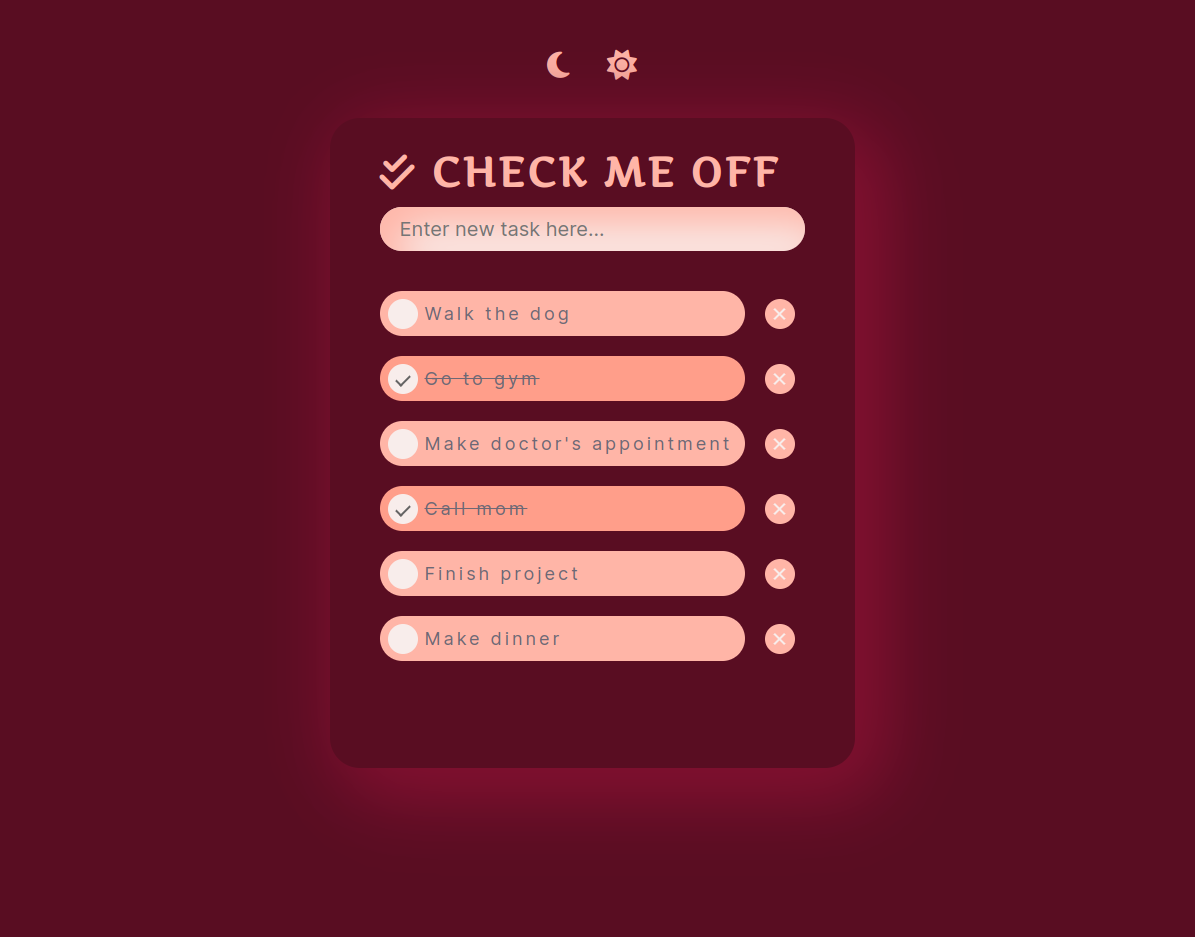 CHECK ME OFF
Enter new task here...
Walk the dog
Go to gym
Make doctor's appointment
Call mom
Finish project
Make dinner